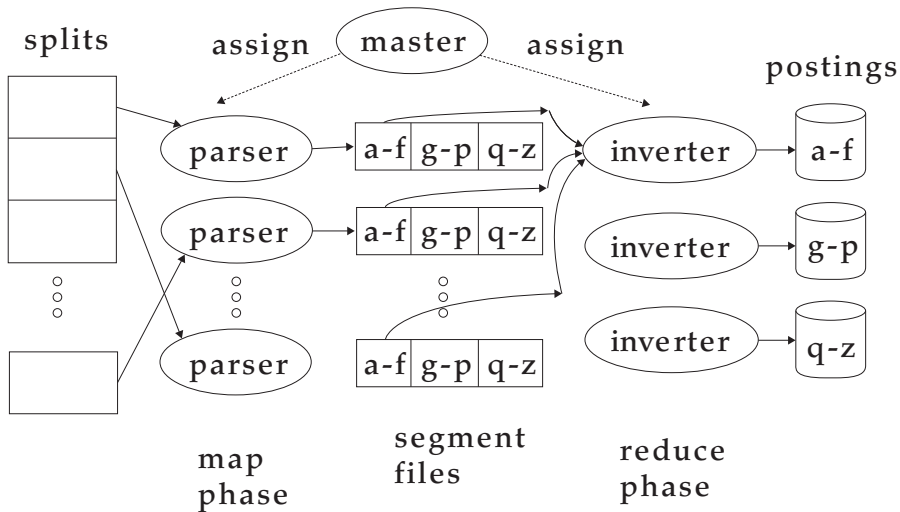 splits
assign
master
assign
postings
parser
a-f g-p q-z
inverter
a-f
parser
a-f g-p q-z
inverter
g-p
parser
a-f g-p q-z
inverter
q-z
map
phase
segment
files
reduce
phase